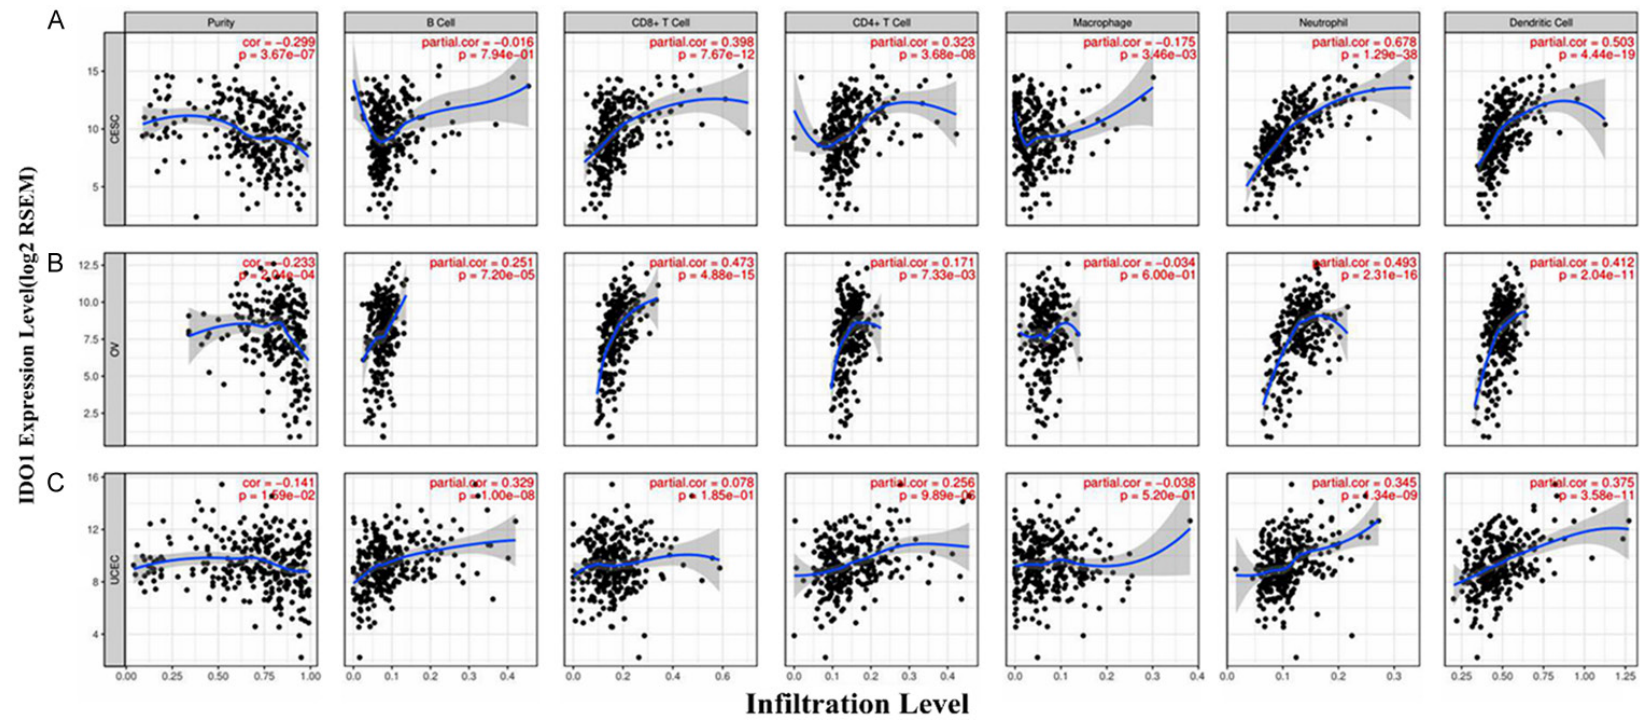 A
Purity
B Cell
CD8+ T Cell
CD4+ T Cell
Macrophage
Neutrophil
Dendritic Cell
IDO1 Expression Level(log2 RSEM)
CESC
15
10
5
cor = −0.299
p = 3.67e−07
partial.cor = −0.016
p = 7.94e−01
partial.cor = 0.398
p = 7.67e−12
partial.cor = 0.323
p = 3.68e−08
partial.cor = −0.175
p = 3.46e−03
partial.cor = 0.678
p = 1.29e−38
partial.cor = 0.503
p = 4.44e−19
B
OV
12.5
10.0
7.5
5.0
2.5
cor = −0.233
p = 2.04e−04
partial.cor = 0.251
p = 7.20e−05
partial.cor = 0.473
p = 4.88e−15
partial.cor = 0.171
p = 7.33e−03
partial.cor = −0.034
p = 6.00e−01
partial.cor = 0.493
p = 2.31e−16
partial.cor = 0.412
p = 2.04e−11
C
UCEC
16
12
8
4
cor = −0.141
p = 1.59e−02
partial.cor = 0.329
p = 1.00e−08
partial.cor = 0.078
p = 1.85e−01
partial.cor = 0.256
p = 9.89e−06
partial.cor = −0.038
p = 5.20e−01
partial.cor = 0.345
p = 1.34e−09
partial.cor = 0.375
p = 3.58e−11
0.00 0.25 0.50 0.75 1.00
0.0 0.1 0.2 0.3 0.4
0.0 0.2 0.4 0.6
0.0 0.1 0.2 0.3 0.4
0.0 0.1 0.2 0.3 0.4
0.0 0.1 0.2 0.3
0.25 0.50 0.75 1.00 1.25
Infiltration Level